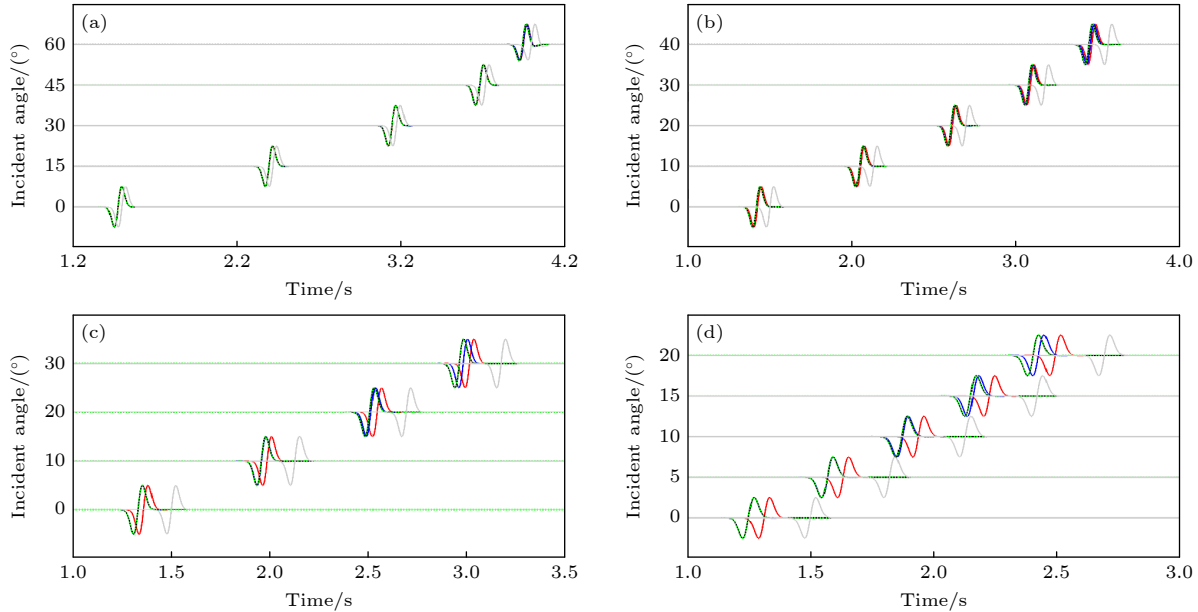 (a)
Incident angle/(°)
60
45
30
15
0
1.2 2.2 3.2 4.2
Time/s
(b)
Incident angle/(°)
40
30
20
10
0
1.0 2.0 3.0 4.0
Time/s
(c)
Incident angle/(°)
30
20
10
0
1.0 1.5 2.0 2.5 3.0 3.5
Time/s
(d)
Incident angle/(°)
20
15
10
5
0
1.0 1.5 2.0 2.5 3.0
Time/s